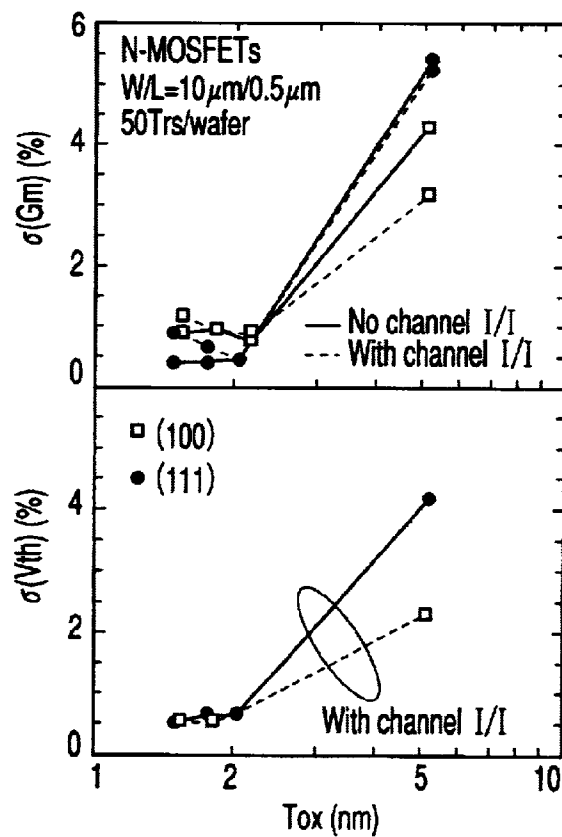 6
N-MOSFETs
W/L=10μm/0.5μm
50Trs/wafer
4
σ(Gm) (%)
2
No channel I/I
With channel I/I
0
(100)
(111)
4
σ(Vth) (%)
2
With channel I/I
0
1 2 5 10
Tox (nm)